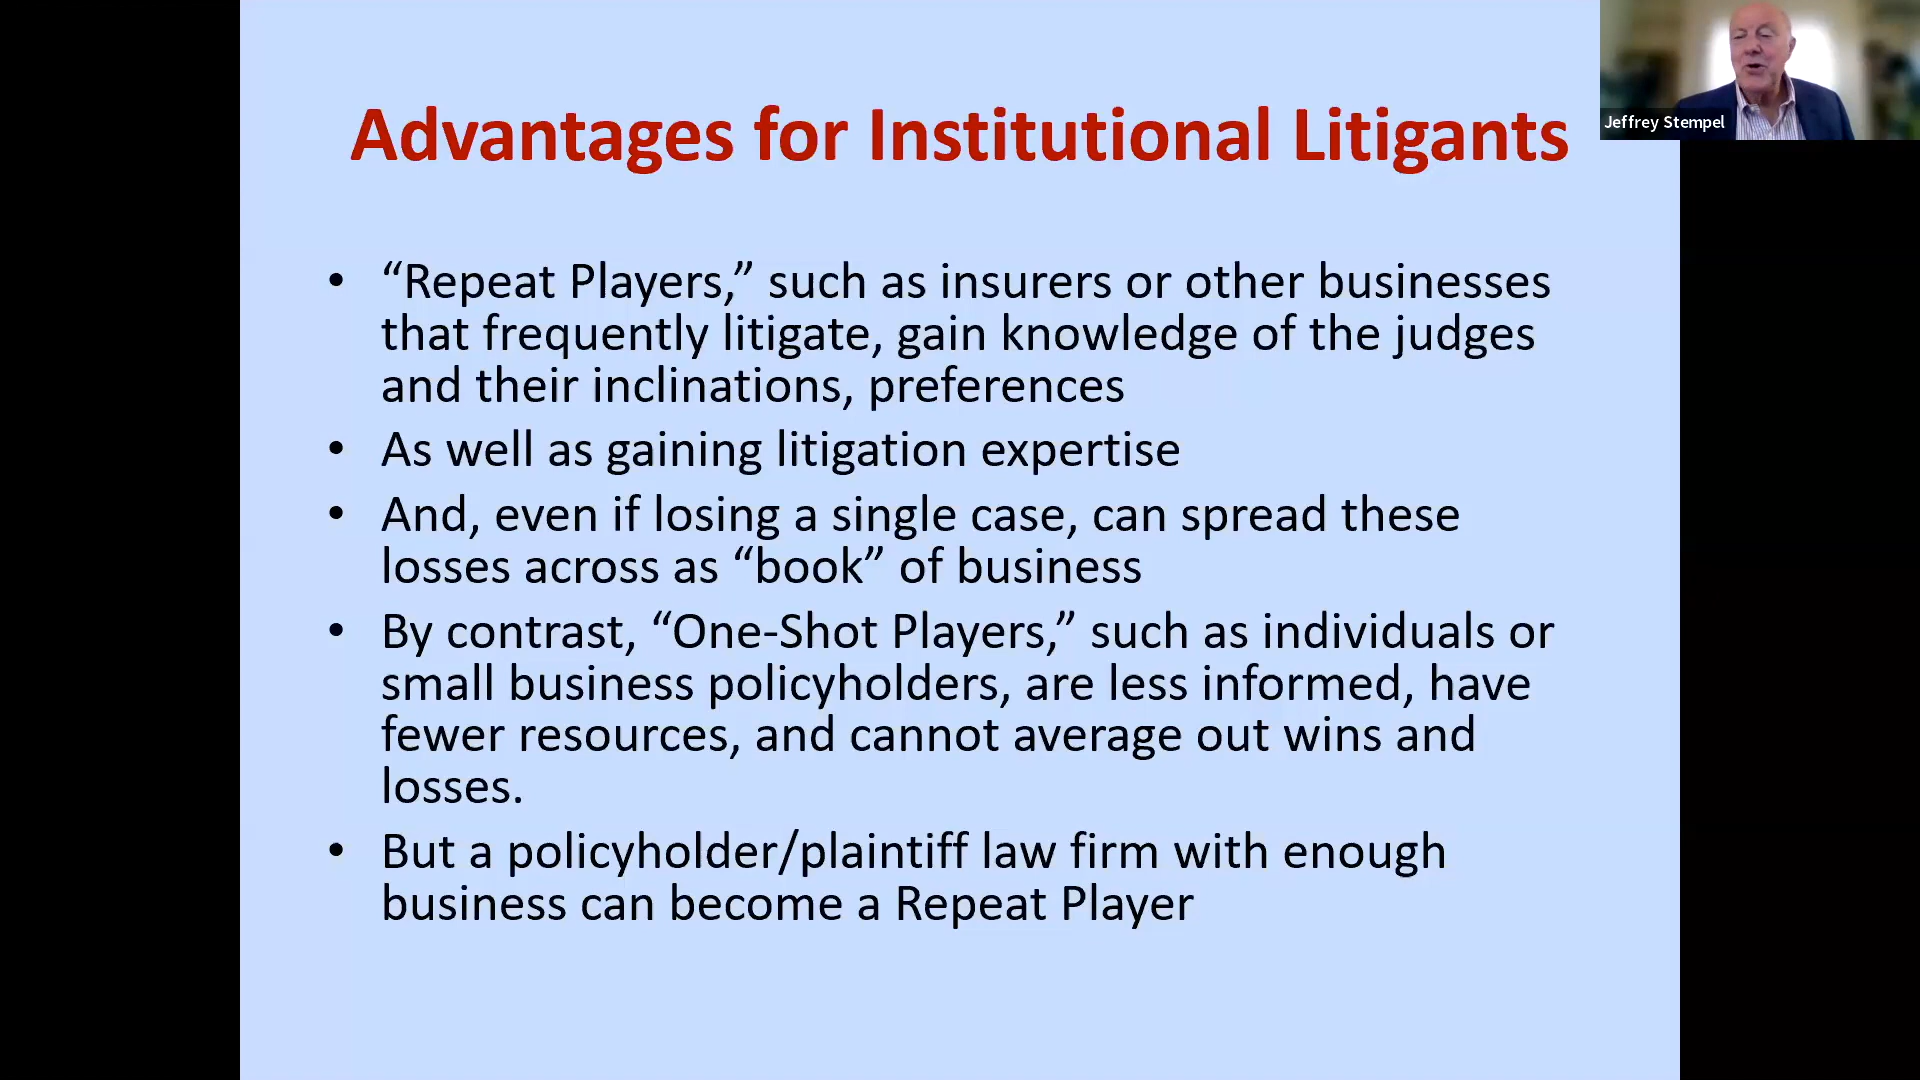 Advantages for Institutional Litigants
Jeffrey Stempel
• “Repeat Players,” such as insurers or other businesses
that frequently litigate, gain knowledge of the judges
and their inclinations, preferences
• As well as gaining litigation expertise
• And, even if losing a single case, can spread these
losses across as “book” of business
• By contrast, “One-Shot Players,” such as individuals or
small business policyholders, are less informed, have
fewer resources, and cannot average out wins and
losses.
• But a policyholder/plaintiff law firm with enough
business can become a Repeat Player